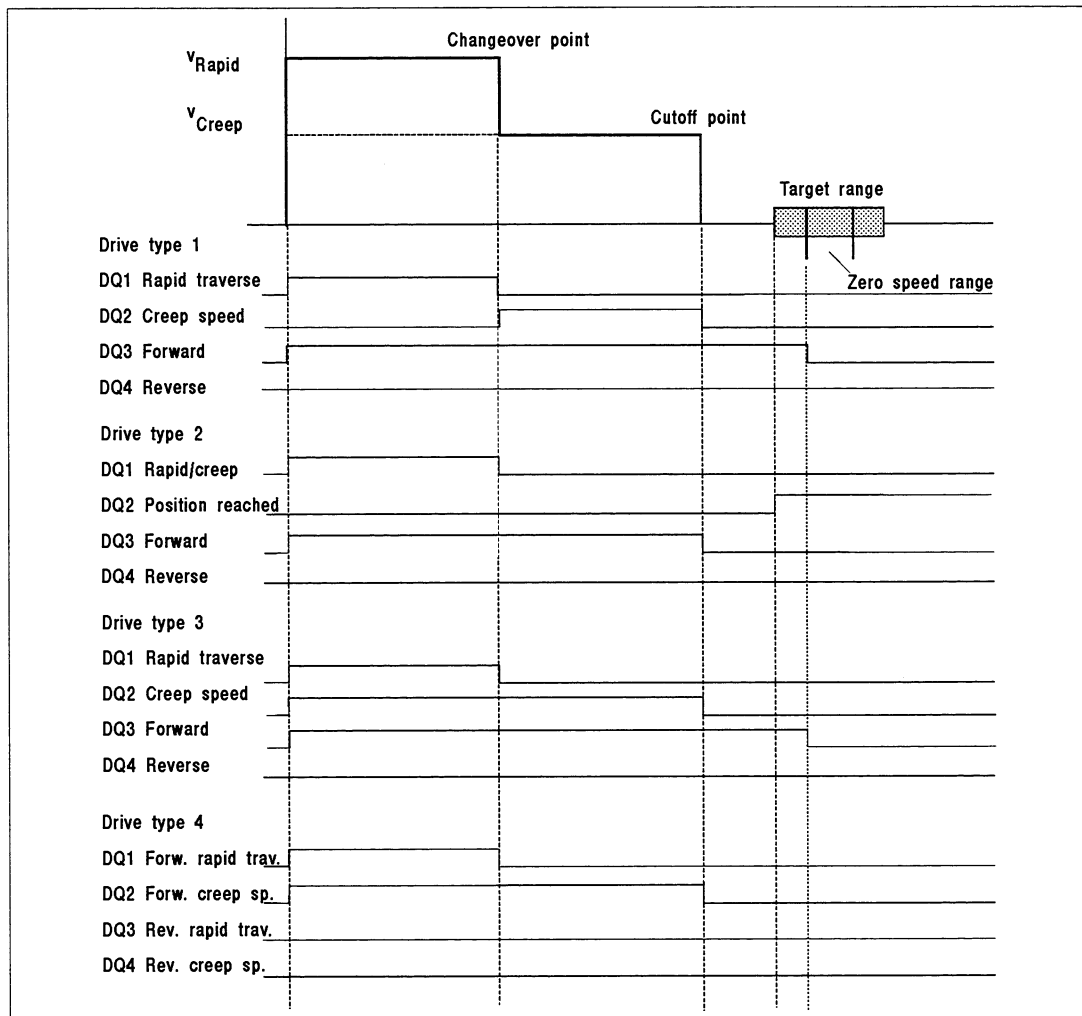 Changeover point
vRapid
vCreep
Cutoff point
Target range
Drive type 1
Zero speed range
DQ1 Rapid traverse
DQ2 Creep speed
DQ3 Forward
DQ4 Reverse
Drive type 2
DQ1 Rapid/creep
DQ2 Position reached
DQ3 Forward
DQ4 Reverse
Drive type 3
DQ1 Rapid traverse
DQ2 Creep speed
DQ3 Forward
DQ4 Reverse
Drive type 4
DQ1 Forw. rapid trav.
DQ2 Forw. creep sp.
DQ3 Rev. rapid trav.
DQ4 Rev. creep sp.